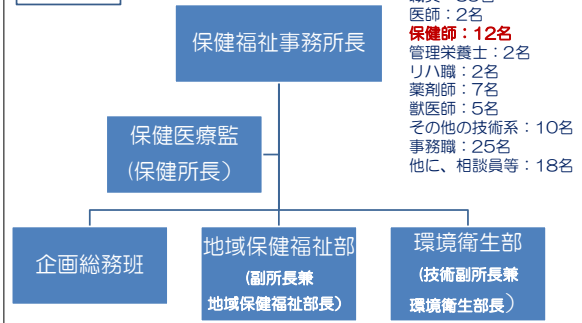 医師：2名
保健師：12名
管理栄養士：2名
リハ職：2名
薬剤師：7名
獣医師：5名
その他の技術系：10名
事務職：25名
他に、相談員等：18名
保健福祉事務所長
保健医療監
(保健所長）
企画総務班
地域保健福祉部
(副所長兼
地域保健福祉部長）
環境衛生部
(技術副所長兼
環境衛生部長）